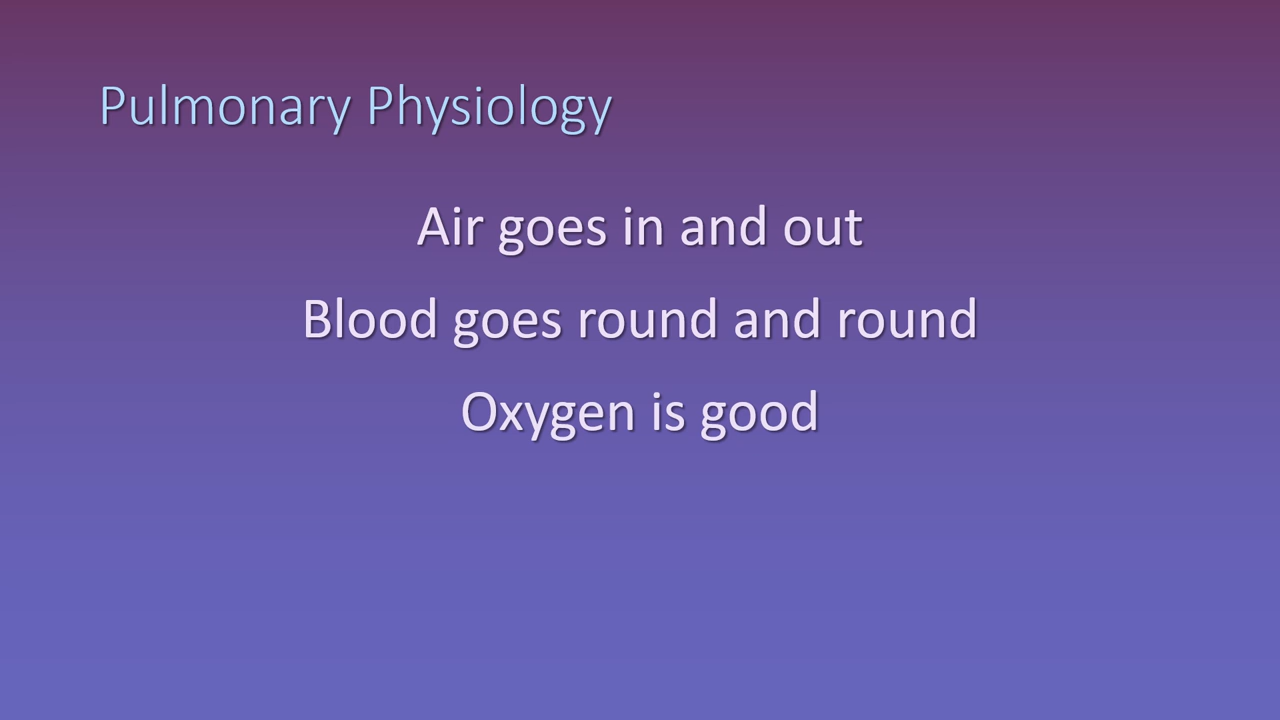 Pulmonary Physiology
Air goes in and out
Blood goes round and round
Oxygen is good